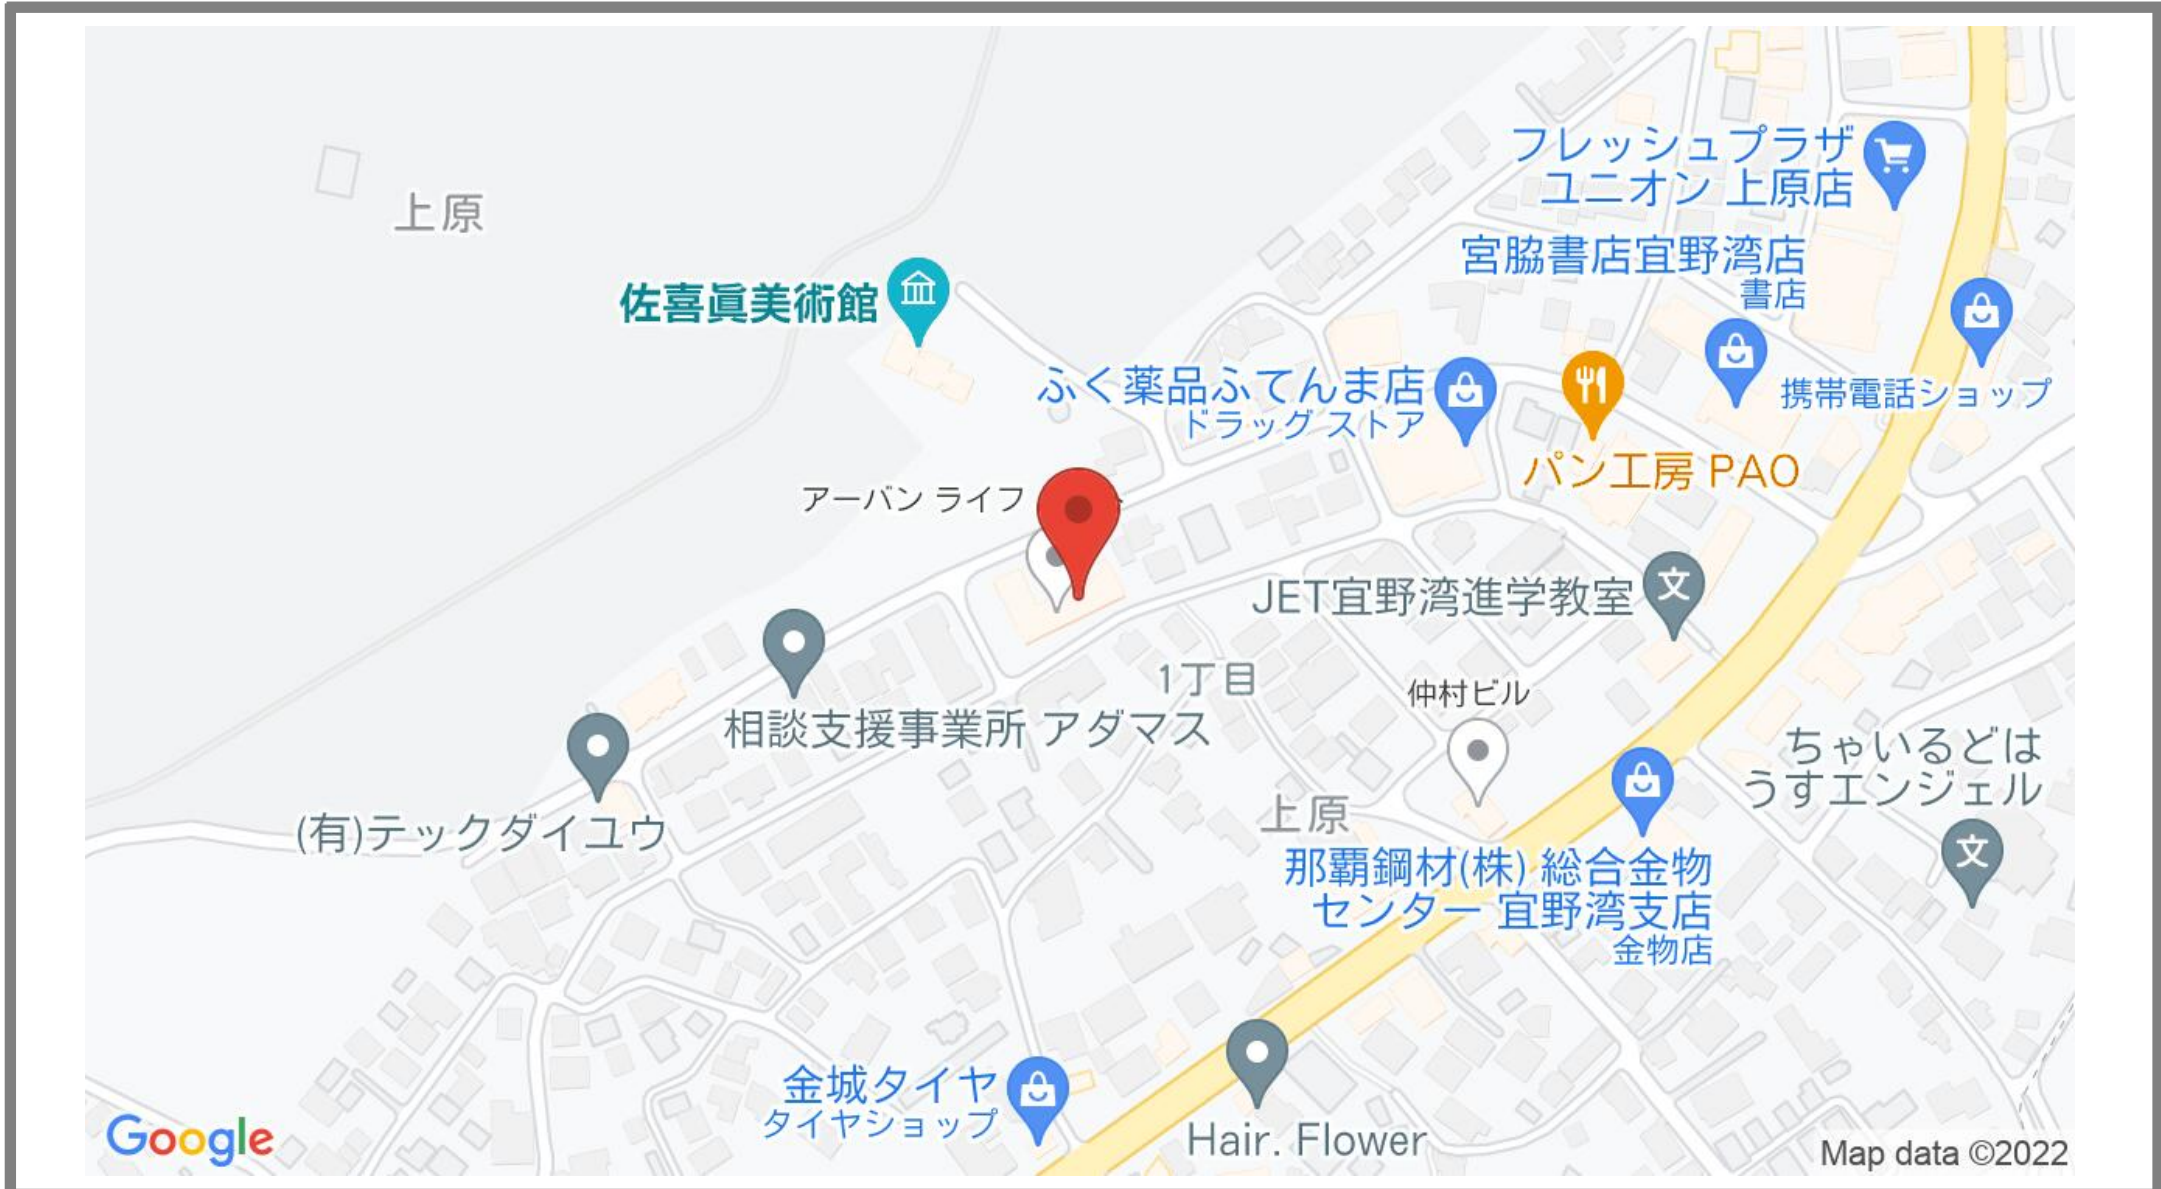 フレッシュプラザ
ユニオン 上原店
上原
宮脇書店宜野湾店
書店
佐喜眞美術館
ふく薬品ふてんま店
ドラッグ ストア
携帯電話ショップ
パン工房 PAO
アーバン ライフ
JET宜野湾進学教室
文
1丁目
仲村ビル
相談支援事業所 アダマス
ちゃいるどは
うすエンジェル
文
上原
(有)テックダイユウ
那覇鋼材(株) 総合金物
センター 宜野湾支店
金物店
金城タイヤ
タイヤショップ
Hair. Flower
Google
Map data ©2022